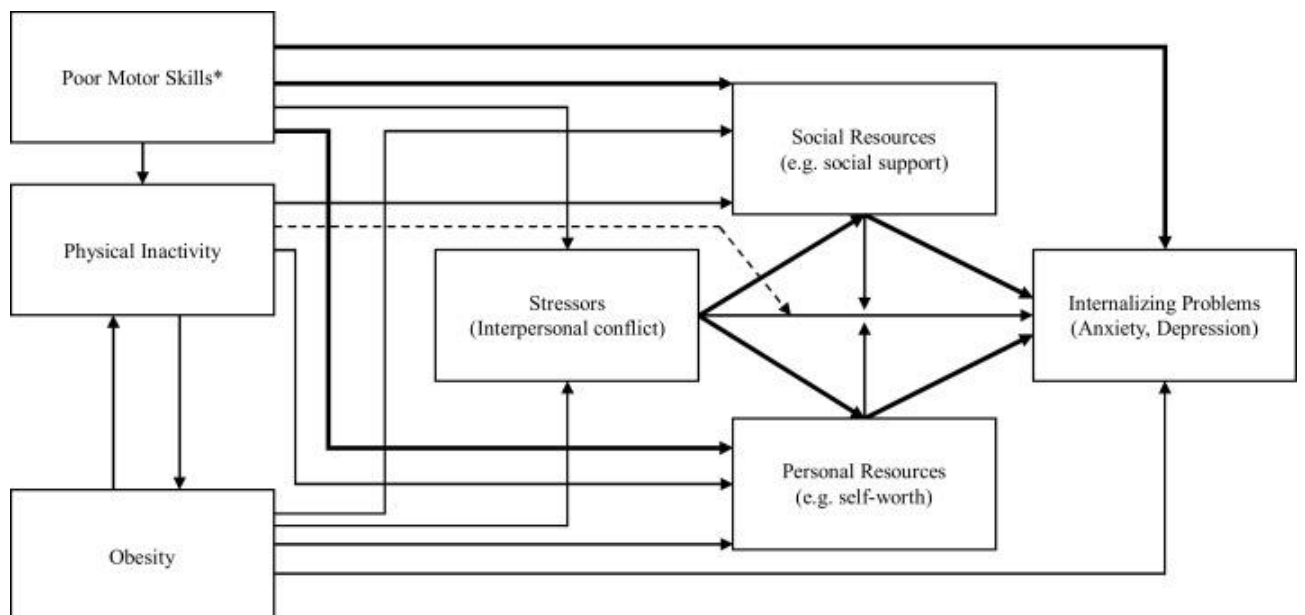 Poor Motor Skills*
Social Resources
(e.g. social support)
Physical Inactivity
Stressors
(Interpersonal conflict)
Internalizing Problems
(Anxiety, Depression)
Personal Resources
(e.g. self-worth)
Obesity